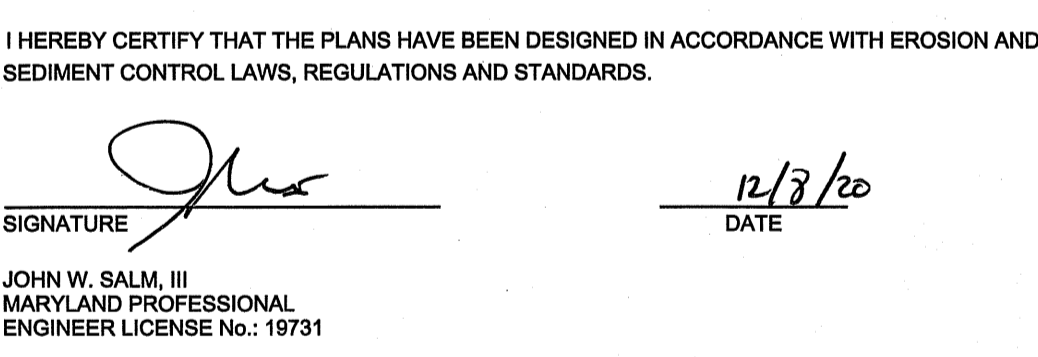 I HEREBY CERTIFY THAT THE PLANS HAVE BEEN DESIGNED IN ACCORDANCE WITH EROSION AND
SEDIMENT CONTROL LAWS, REGULATIONS AND STANDARDS.
12/8/20
SIGNATURE DATE
JOHN W. SALM, III
MARYLAND PROFESSIONAL
ENGINEER LICENSE No.: 19731